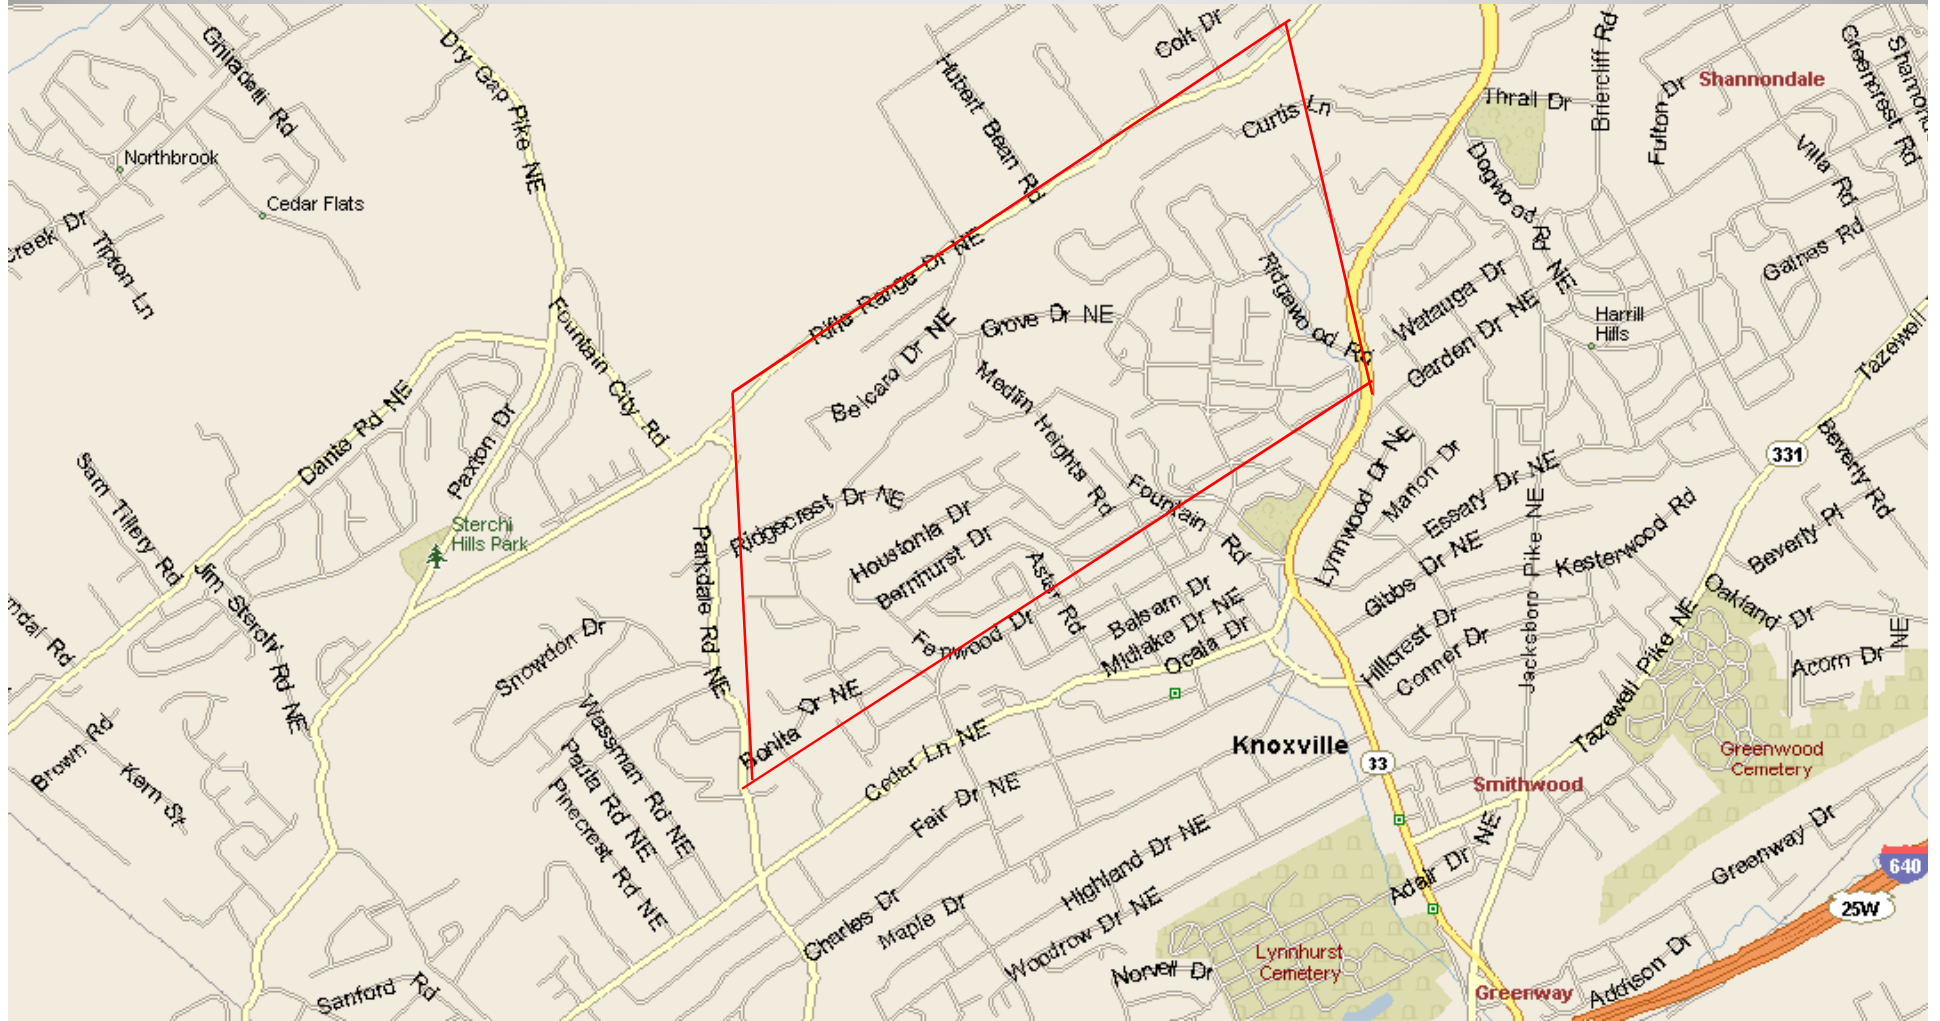 Colt Dr
Ghiradelli Rd
Dry Gap Pike NE
Hubert Bean Rd
Briercliff Rd
Fulton Dr
Shannondale
Greencrest Rd
Thrall Dr
Curtis Ln
Northbrook
Cedar Flats
Creek Dr
Tipton Ln
Dogwood Rd NE
Villa Rd
Gaines Rd
Rifle Range Dr NE
Ridgewood Rd
Watauga Dr
Garden Dr NE
Harrill
Hills
Grove Dr NE
Belcaro Dr NE
Fountain City Rd
Tazewell
Medlin Heights Rd
Dante Rd NE
Paxton Dr
Sam Tillery Rd
Lynnwood Dr NE
Marion Dr
Essary Dr NE
331
Beverly Rd
Ridgecrest Dr NE
Fountain Rd
Houstonia Dr
Bernhurst Dr
Sterchi
Hills Park
Parkdale Rd NE
Jacksboro Pike NE
Kesterwood Rd
Beverly Pl
Jim Sterchi Rd NE
Aster Rd
Gibbs Dr NE
Oakland Dr
Balsam Dr
Midlake Dr NE
Ocala Dr
Fenwood Dr
Snowdon Dr
Hillcrest Dr
Conner Dr
Tazewell Pike NE
Acorn Dr
NE
Bonita Dr NE
Wassman Rd NE
Paula Rd NE
Pinecrest Rd NE
Cedar Ln NE
Knoxville
33
Greenwood
Cemetery
Brown Rd
Kern St
Smithwood
Fair Dr NE
Highland Dr NE
Adair Dr NE
Greenway Dr
640
25W
Charles Dr
Maple Dr
Woodrow Dr NE
Lynnhurst
Cemetery
Norvell Dr
Sanford Rd
Greenway
Addison Dr